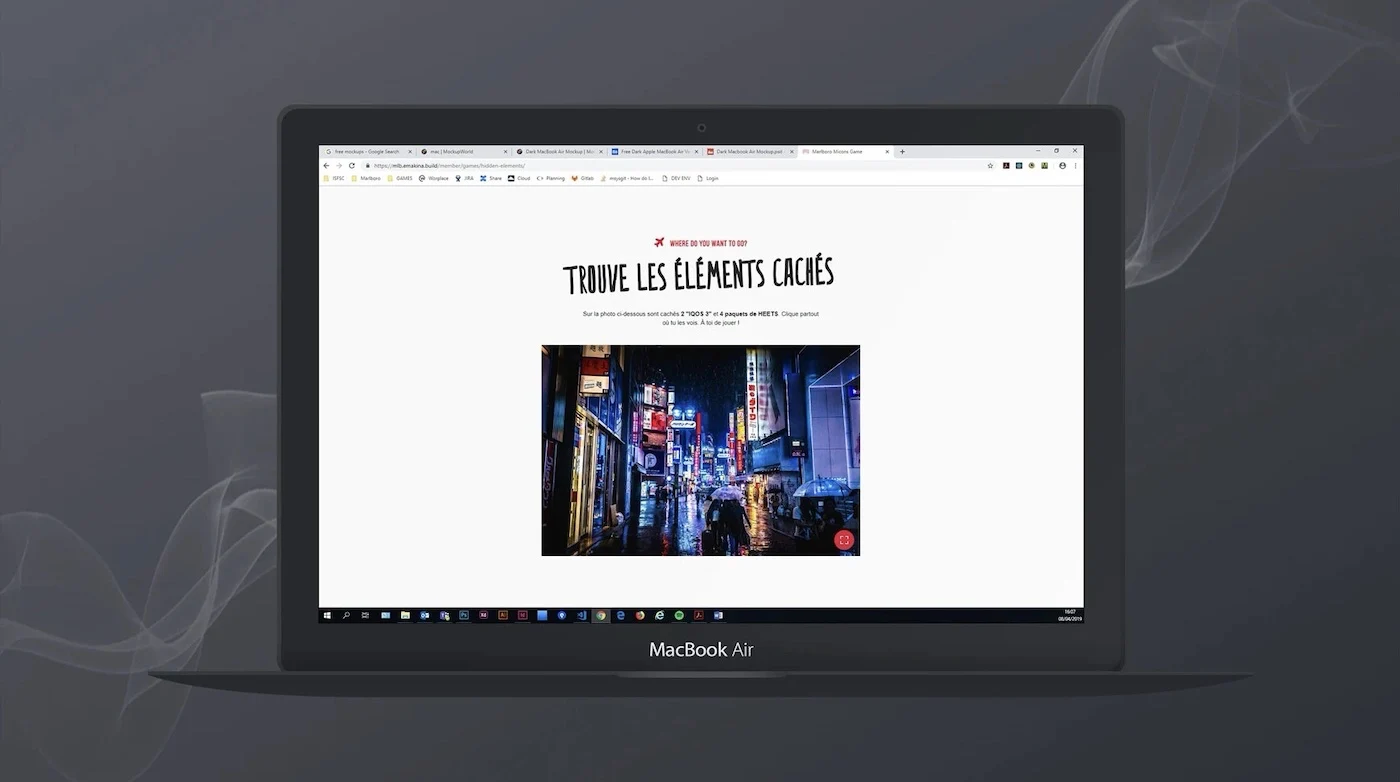 free mockups - Google Search
mac | MockupWorld
Dark MacBook Air Mockup | Mo
Free Dark Apple MacBook Air
Dark Macbook Air Mockup.psd
Marlboro Mizorin Game
https://mlb.emakina.build/member/games/hidden-elements/
ISFSC
Marlboro
GAMES
Worplace
JIRA
Share
Cloud
Planning
Gitlab
DEV ENV
Login
WHERE DO YOU WANT TO GO?
TROUVE LES ÉLÉMENTS CACHÉS
Sur la photo ci-dessous sont cachés 2 "IQOS 3" et 4 paquets de HEETS. Clique partout
où tu les vois. À toi de jouer !
16:07
08/04/2019
MacBook Air